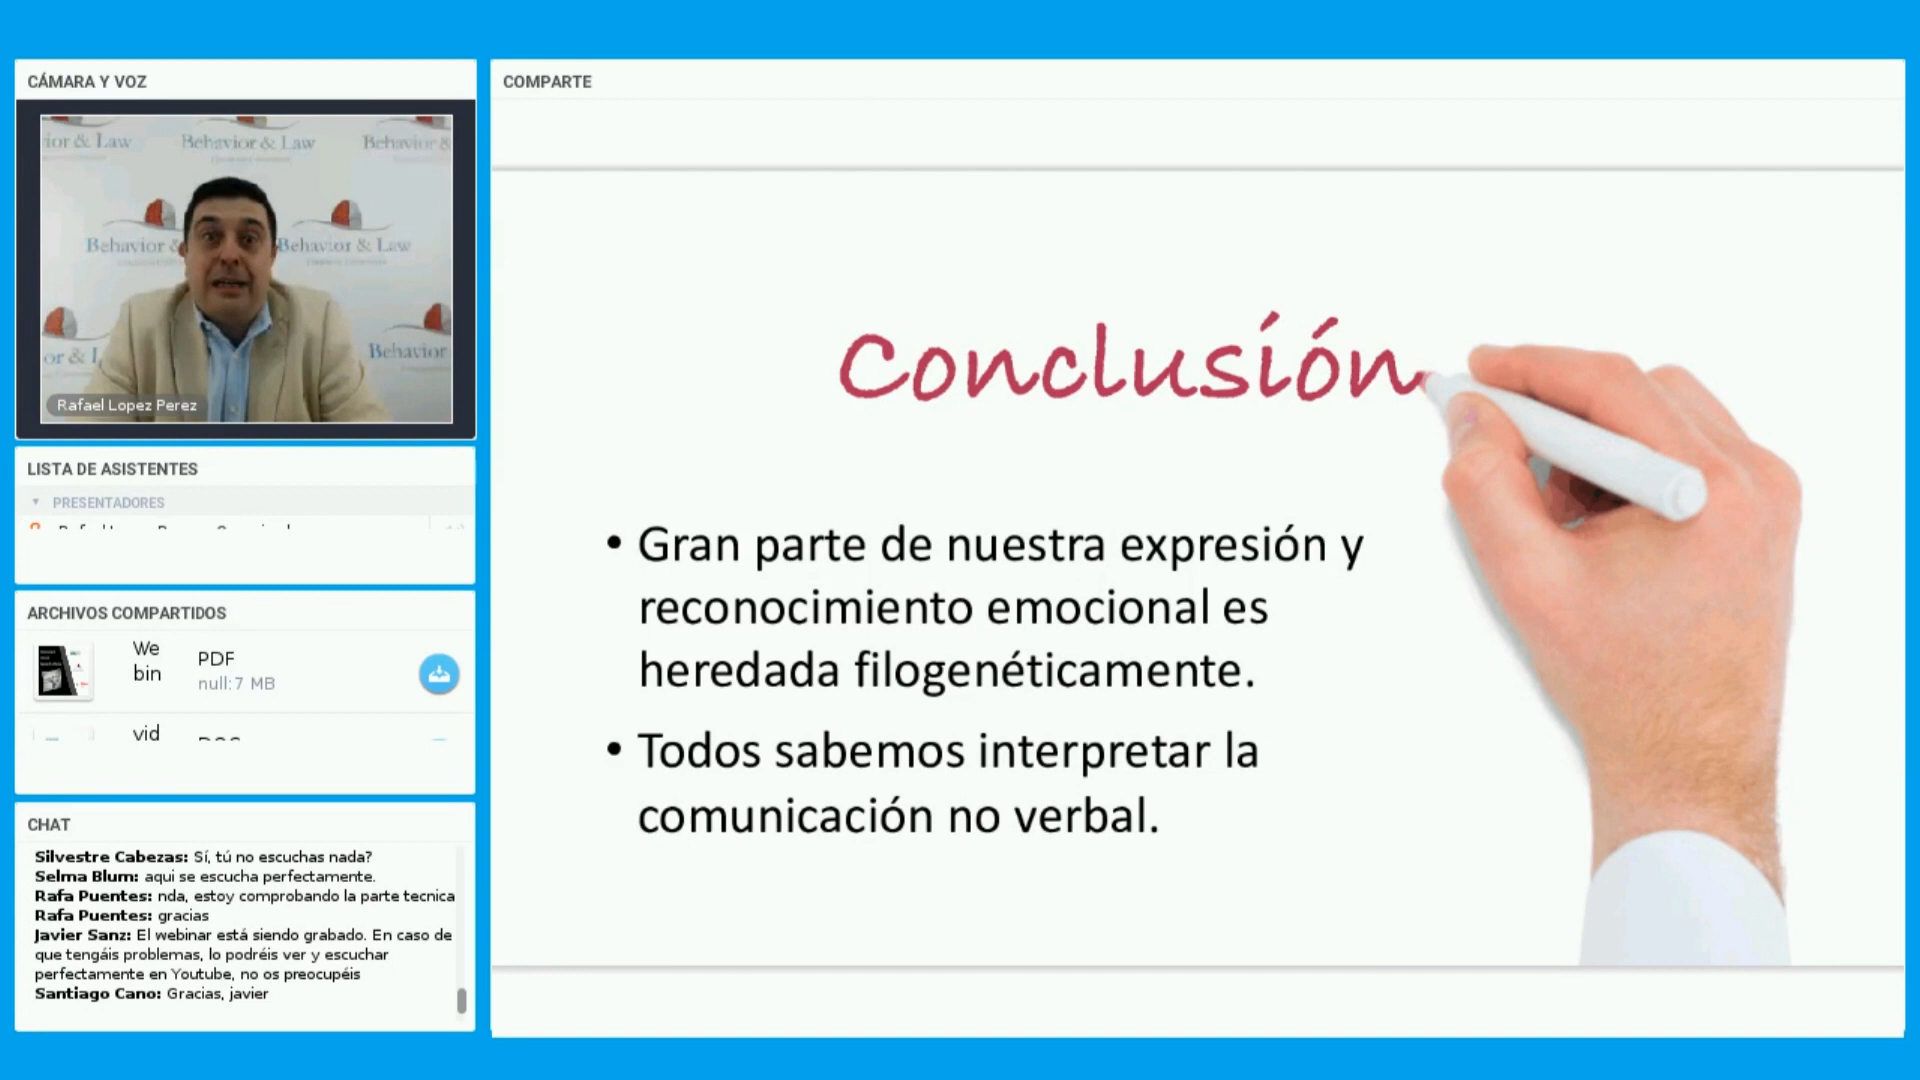 CÁMARA Y VOZ
ior & Law Behavior & Law Behavior &
Behavior & Behavior & Law
or & L Behavior
Rafael Lopez Perez
LISTA DE ASISTENTES
PRESENTADORES
ARCHIVOS COMPARTIDOS
We
bin
PDF
null:7 MB
vid
CHAT
Silvestre Cabezas: Sí, tú no escuchas nada?
Selma Blum: aqui se escucha perfectamente.
Rafa Puentes: nda, estoy comprobando la parte tecnica
Rafa Puentes: gracias
Javier Sanz: El webinar está siendo grabado. En caso de
que tengáis problemas, lo podréis ver y escuchar
perfectamente en Youtube, no os preocupéis
Santiago Cano: Gracias, javier
COMPARTE
Conclusión
• Gran parte de nuestra expresión y
reconocimiento emocional es
heredada filogenéticamente.
• Todos sabemos interpretar la
comunicación no verbal.